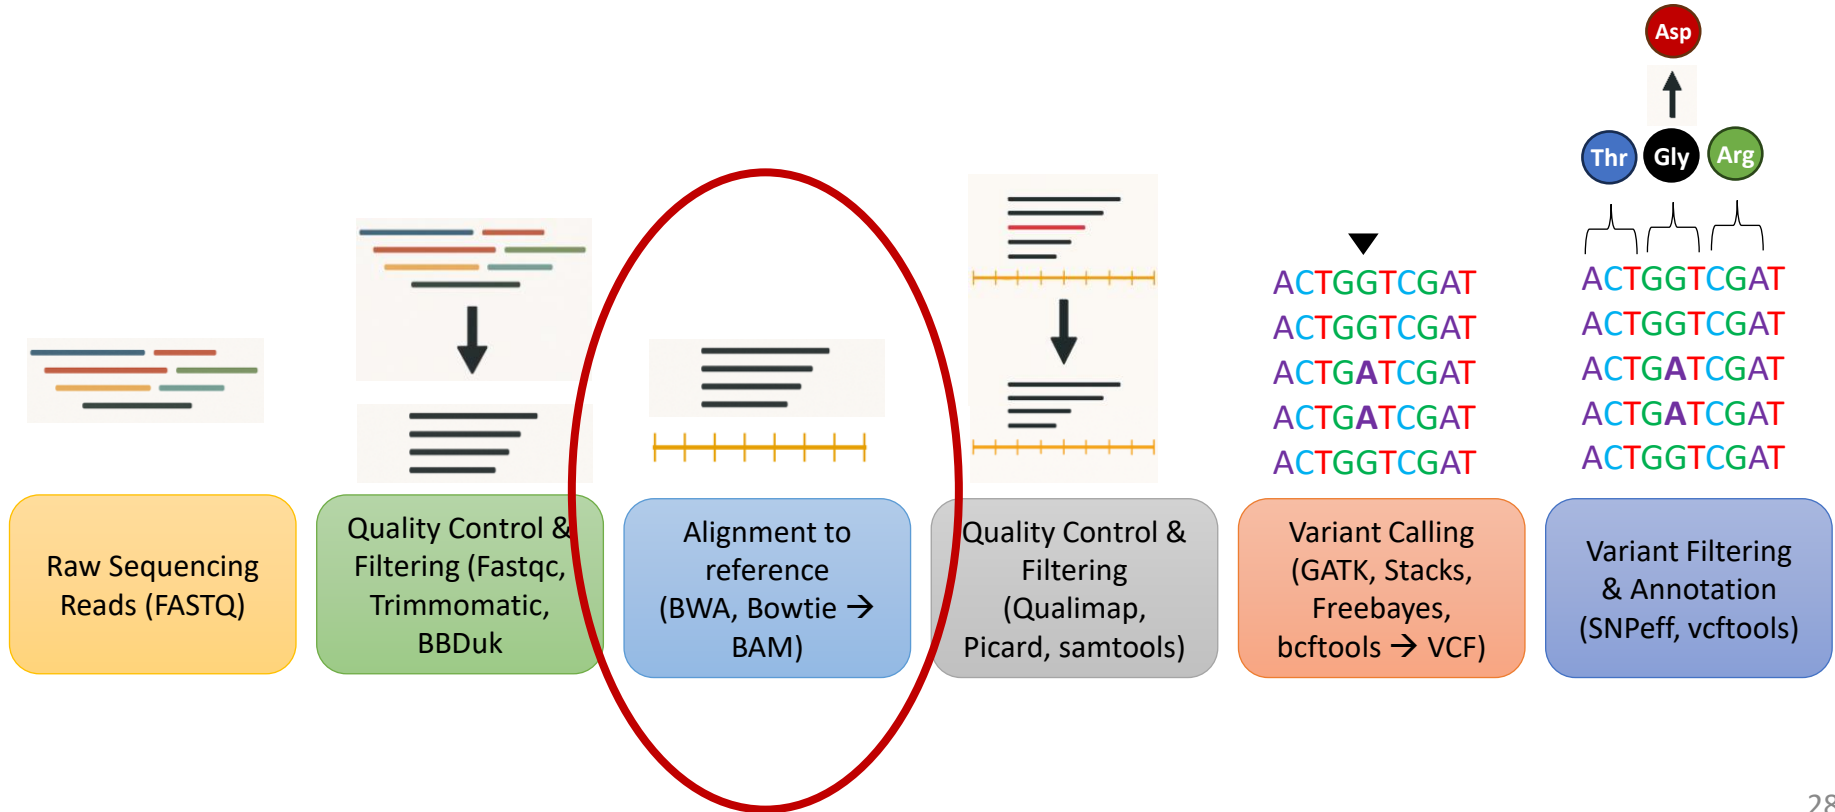 Asp
Thr Gly Arg
ACTGGTCGAT
ACTGGTCGAT
ACTGATCGAT
ACTGATCGAT
ACTGGTCGAT
ACTGGTCGAT
ACTGGTCGAT
ACTGATCGAT
ACTGATCGAT
ACTGGTCGAT
Raw Sequencing
Reads (FASTQ)
Quality Control &
Filtering (Fastqc,
Trimmomatic,
BBDuk
Alignment to
reference
(BWA, Bowtie →
BAM)
Quality Control &
Filtering
(Qualimap,
Picard, samtools)
Variant Calling
(GATK, Stacks,
Freebayes,
bcftools → VCF)
Variant Filtering
& Annotation
(SNPeff, vcftools)
28